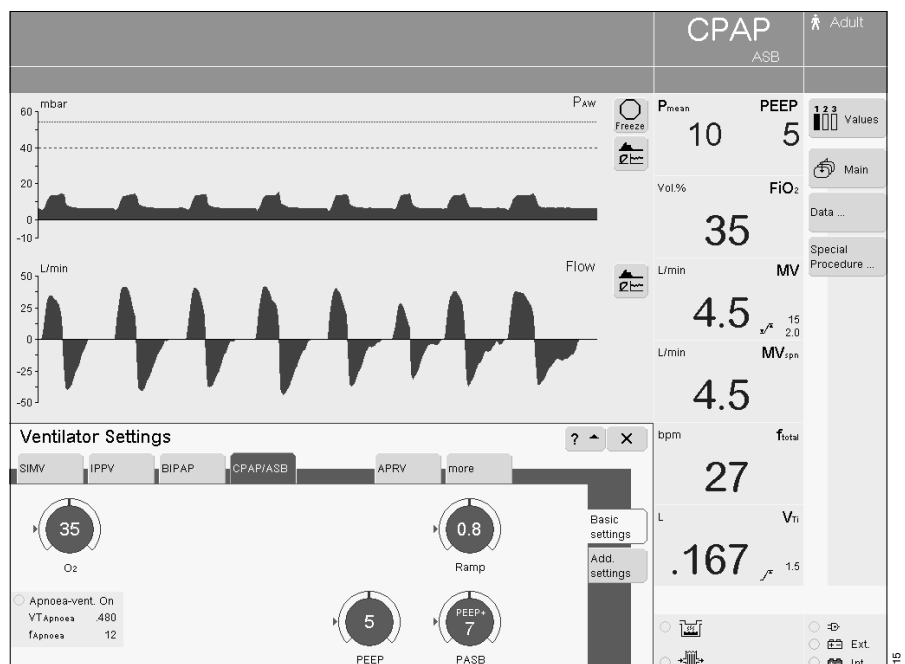 CPAP
ASB
Adult
mbar
PAW
60
40
20
0
-10
Freeze
L/min
Flow
50
25
0
-25
-50
Pmean PEEP
10 5
Vol.% FiO2
35
L/min MV
4.5 15
2.0
L/min MVspn
4.5
bpm ftotal
27
L VTi
.167 1.5
1 2 3
Values
Main
Data ...
Special
Procedure ...
Ventilator Settings
?
SIMV IPPV BIPAP CPAP/ASB APRV more
35
O2
0.8
Ramp
Basic
settings
Add.
settings
Apnoea-vent. On
VTApnoea .480
fApnoea 12
5
PEEP
PEEP+
7
PASB
Ext.
Int.
15